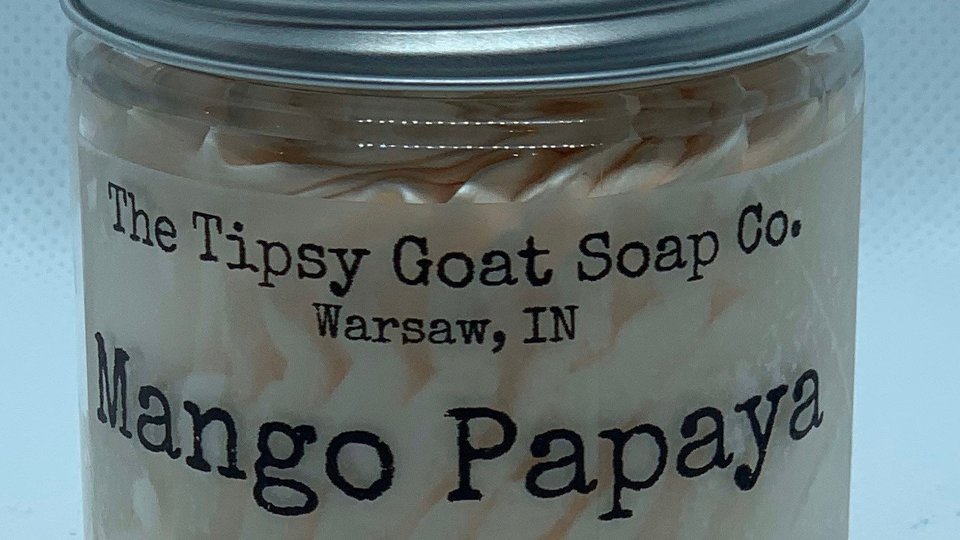 The Tipsy Goat Soap Co.
Warsaw, IN
Mango Papaya